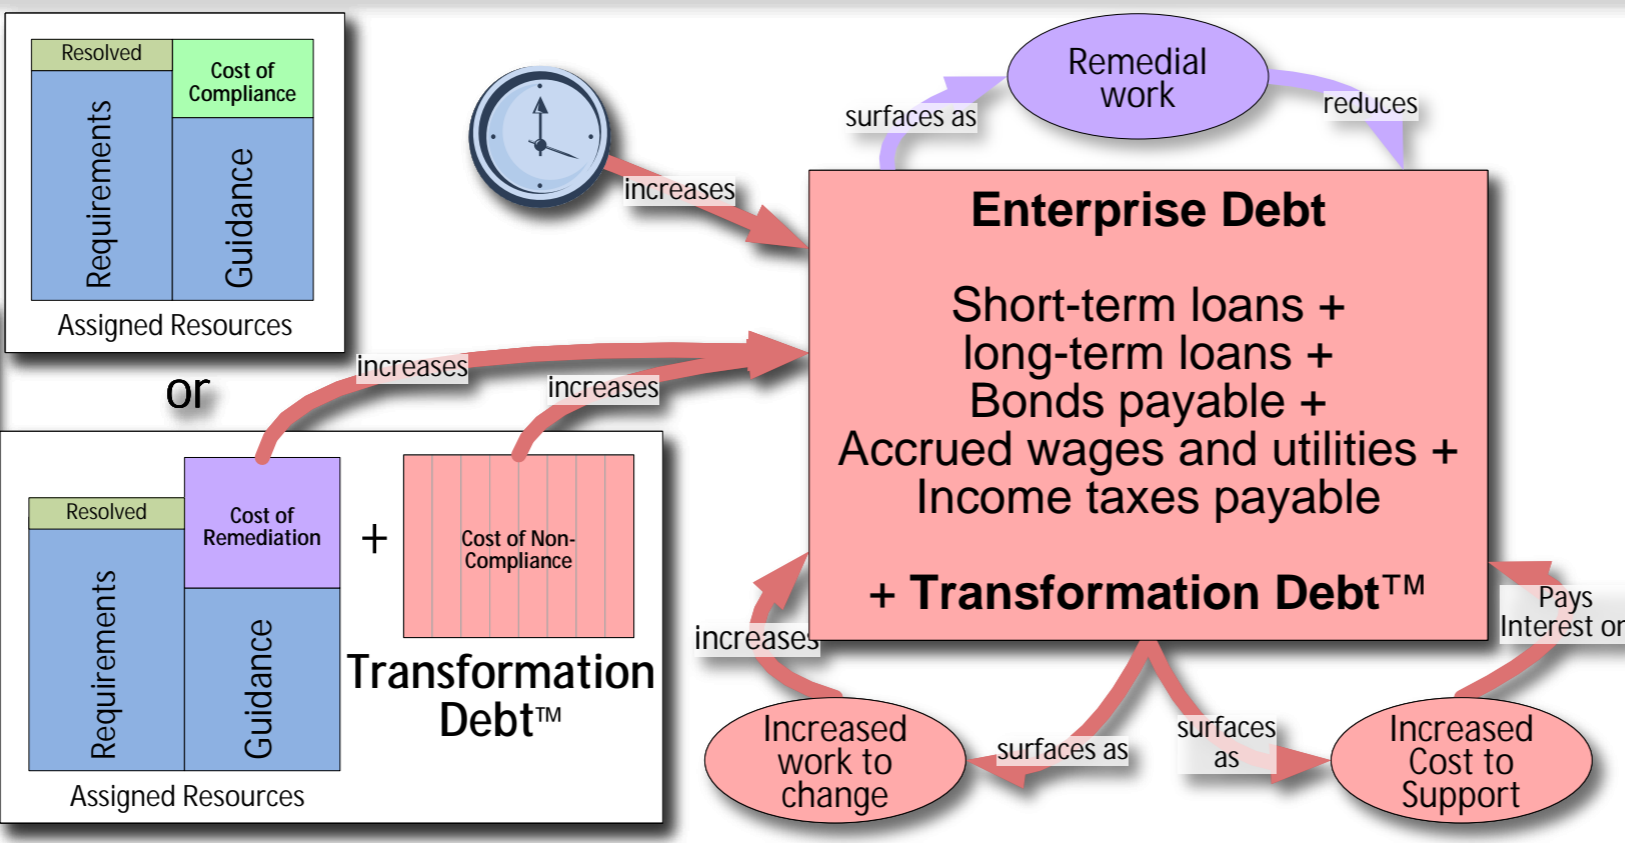 Resolved
Cost of
Compliance
Requirements
Guidance
Assigned Resources
or
Resolved
Cost of
Remediation
Requirements
Guidance
Assigned Resources
+
Cost of Non-
Compliance
Transformation
Debt™
increases
increases
increases
surfaces as
Remedial
work
reduces
Enterprise Debt
Short-term loans +
long-term loans +
Bonds payable +
Accrued wages and utilities +
Income taxes payable
+ Transformation Debt™
increases
Increased
work to
change
surfaces as
surfaces
as
Increased
Cost to
Support
Pays
Interest on